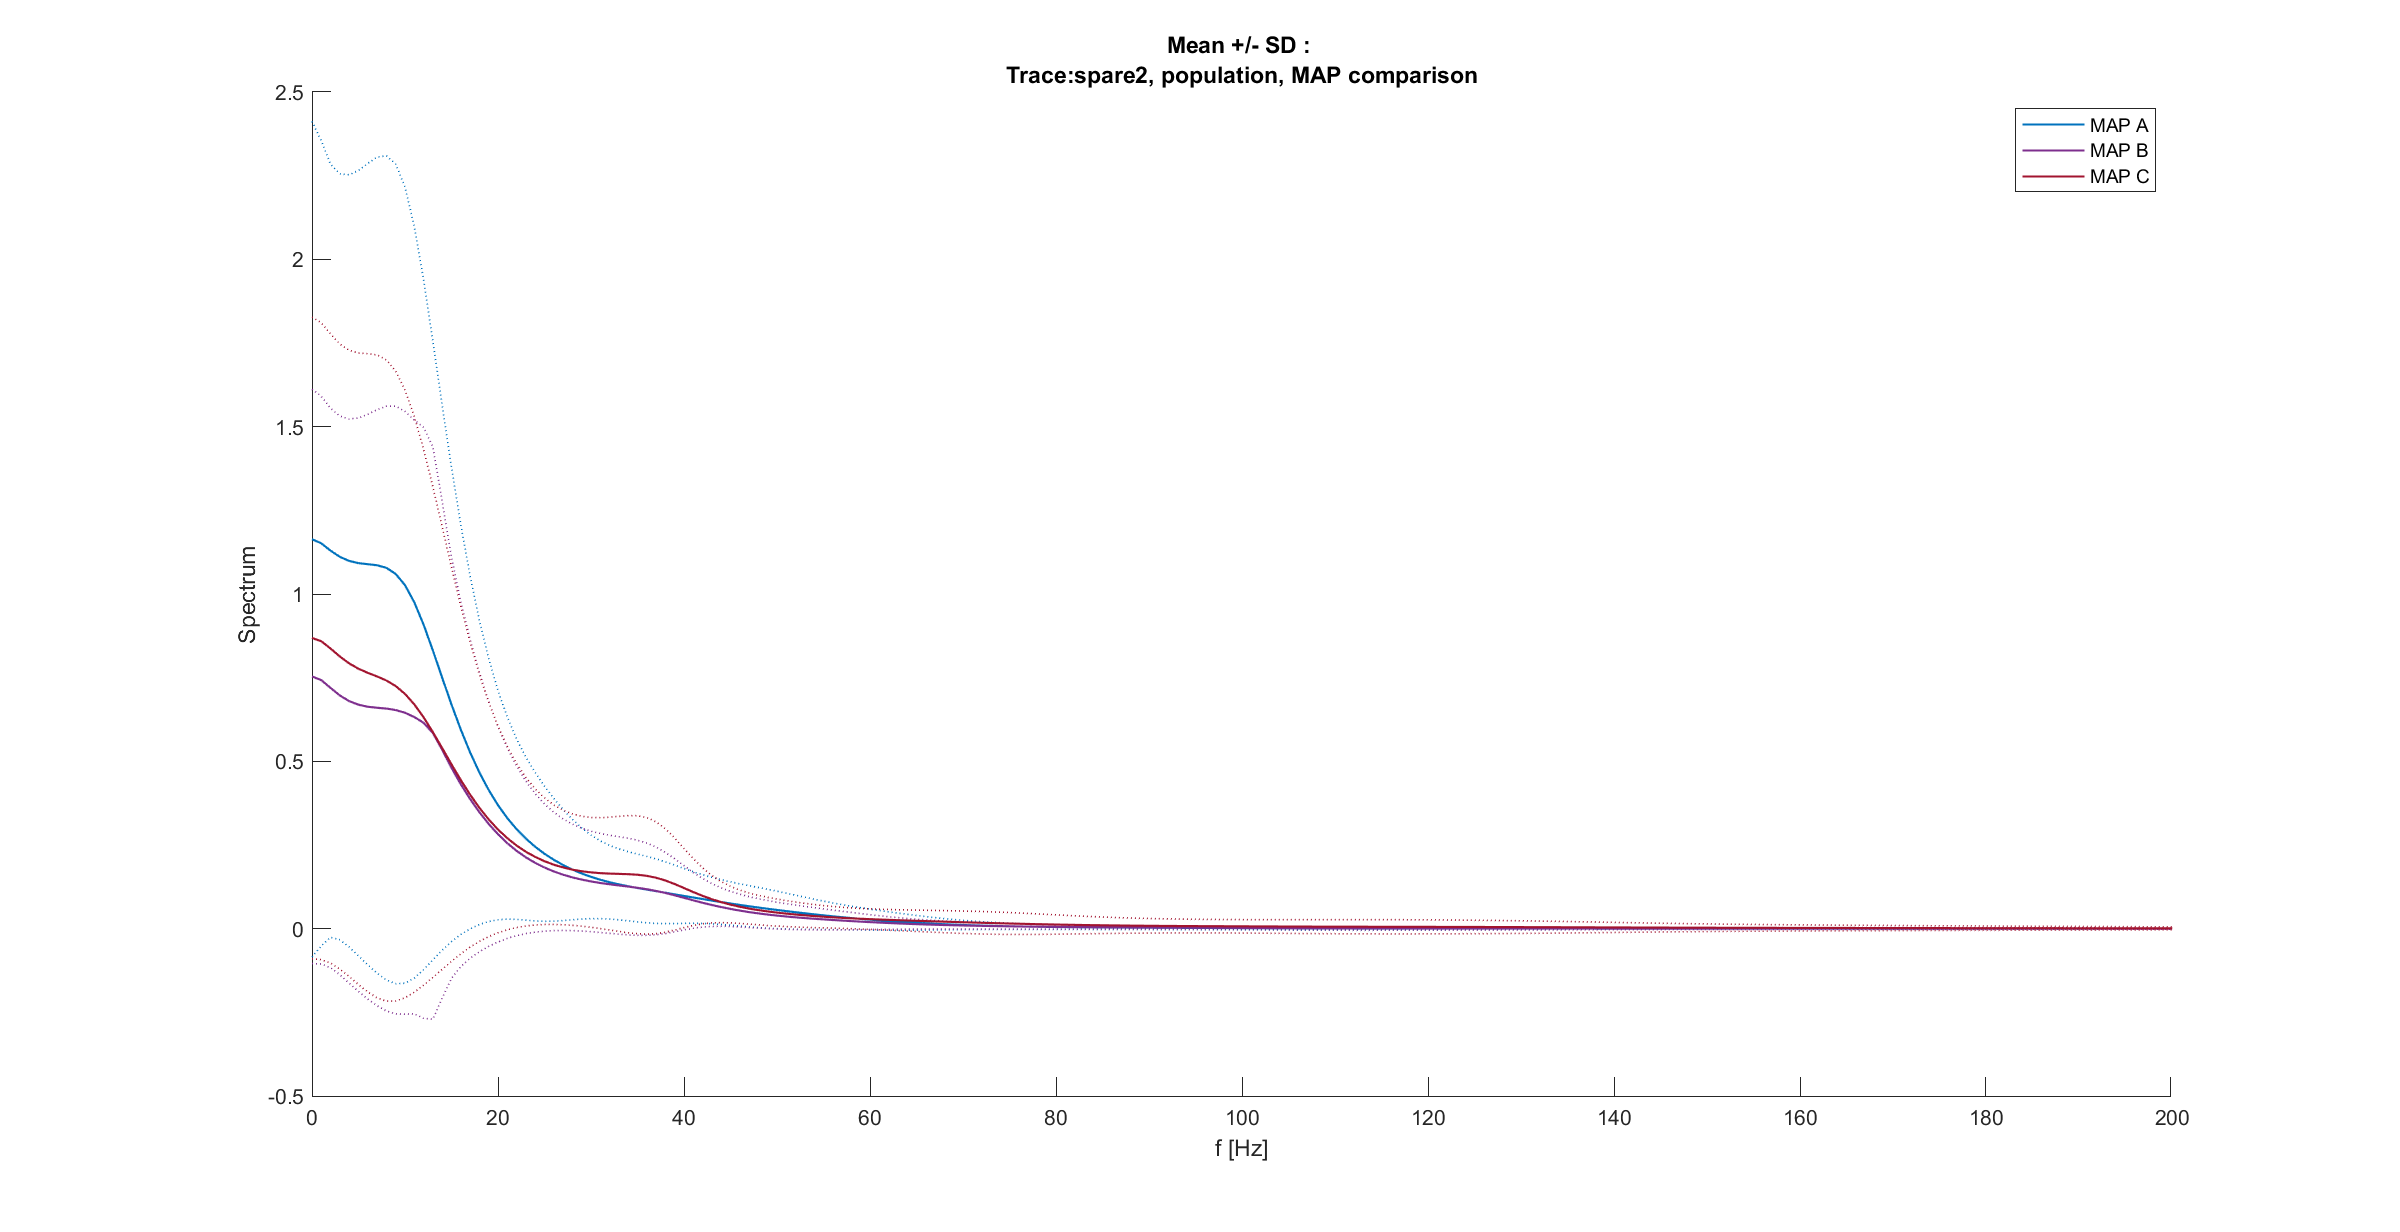 Mean +/- SD :
Trace:spare2, population, MAP comparison
2.5
2
1.5
1
0.5
0
-0.5
Spectrum
MAP A
MAP B
MAP C
0 20 40 60 80 100 120 140 160 180 200
f [Hz]